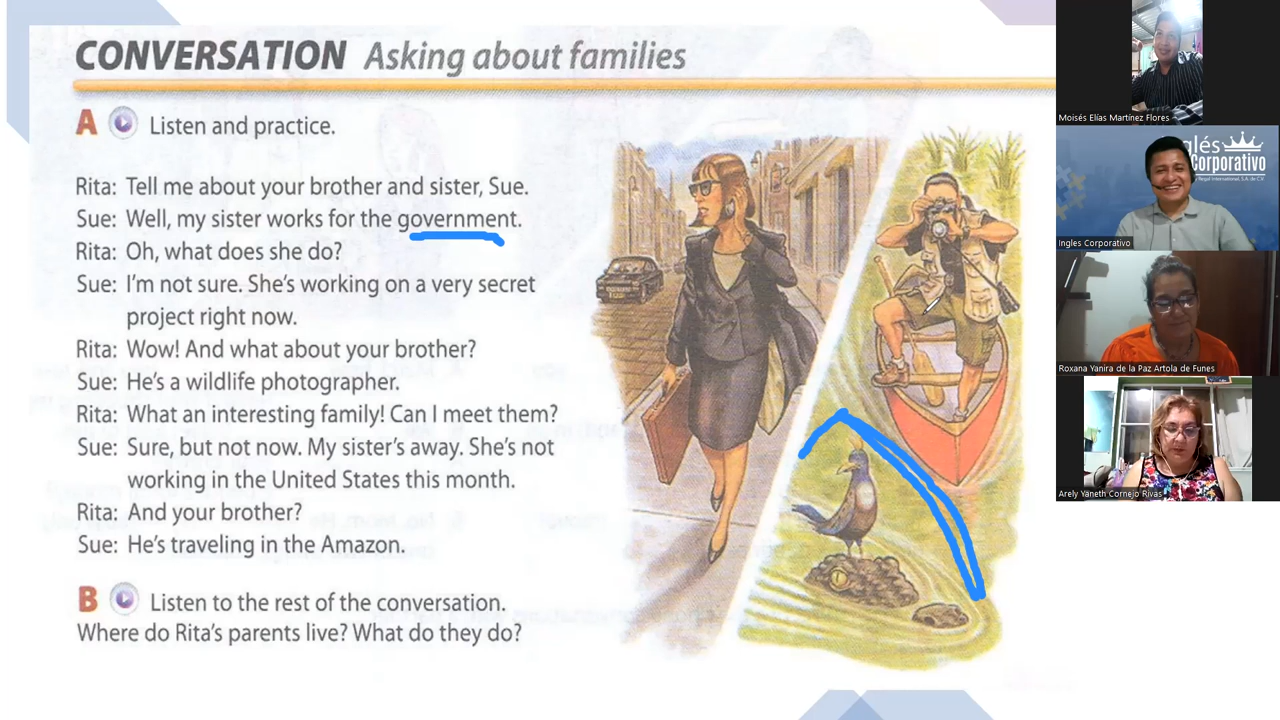 CONVERSATION Asking about families
A Listen and practice.
Rita: Tell me about your brother and sister, Sue.
Sue: Well, my sister works for the government.
Rita: Oh, what does she do?
Sue: I'm not sure. She's working on a very secret
project right now.
Rita: Wow! And what about your brother?
Sue: He's a wildlife photographer.
Rita: What an interesting family! Can I meet them?
Sue: Sure, but not now. My sister's away. She's not
working in the United States this month.
Rita: And your brother?
Sue: He's traveling in the Amazon.
B Listen to the rest of the conversation.
Where do Rita's parents live? What do they do?
Moisés Elías Martínez Flores
glés
Corporativo
Ingles Corporativo
Roxana Yanira de la Paz Artola de Funes
Arely Yaneth Cornejo Rivas